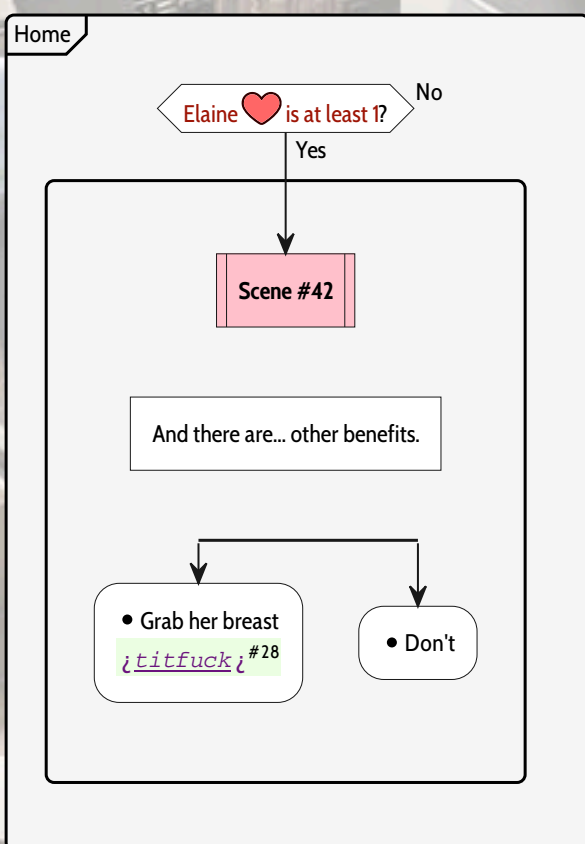 Home
Elaine is at least 1?
No
Yes
Scene #42
And there are... other benefits.
• Grab her breast
¿titfuck¿#28
• Don't